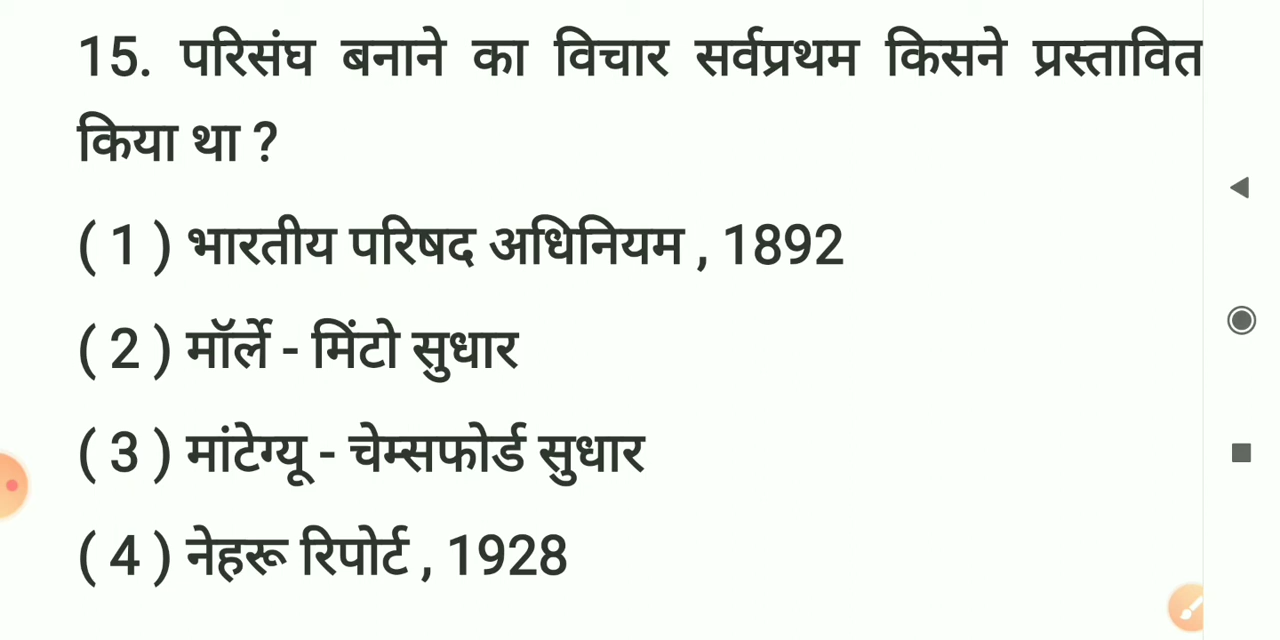 15. परिसंघ बनाने का विचार सर्वप्रथम किसने प्रस्तावित
किया था ?
( 1 ) भारतीय परिषद अधिनियम , 1892
( 2 ) मॉर्ले - मिंटो सुधार
( 3 ) मांटेग्यू - चेम्सफोर्ड सुधार
( 4 ) नेहरू रिपोर्ट , 1928